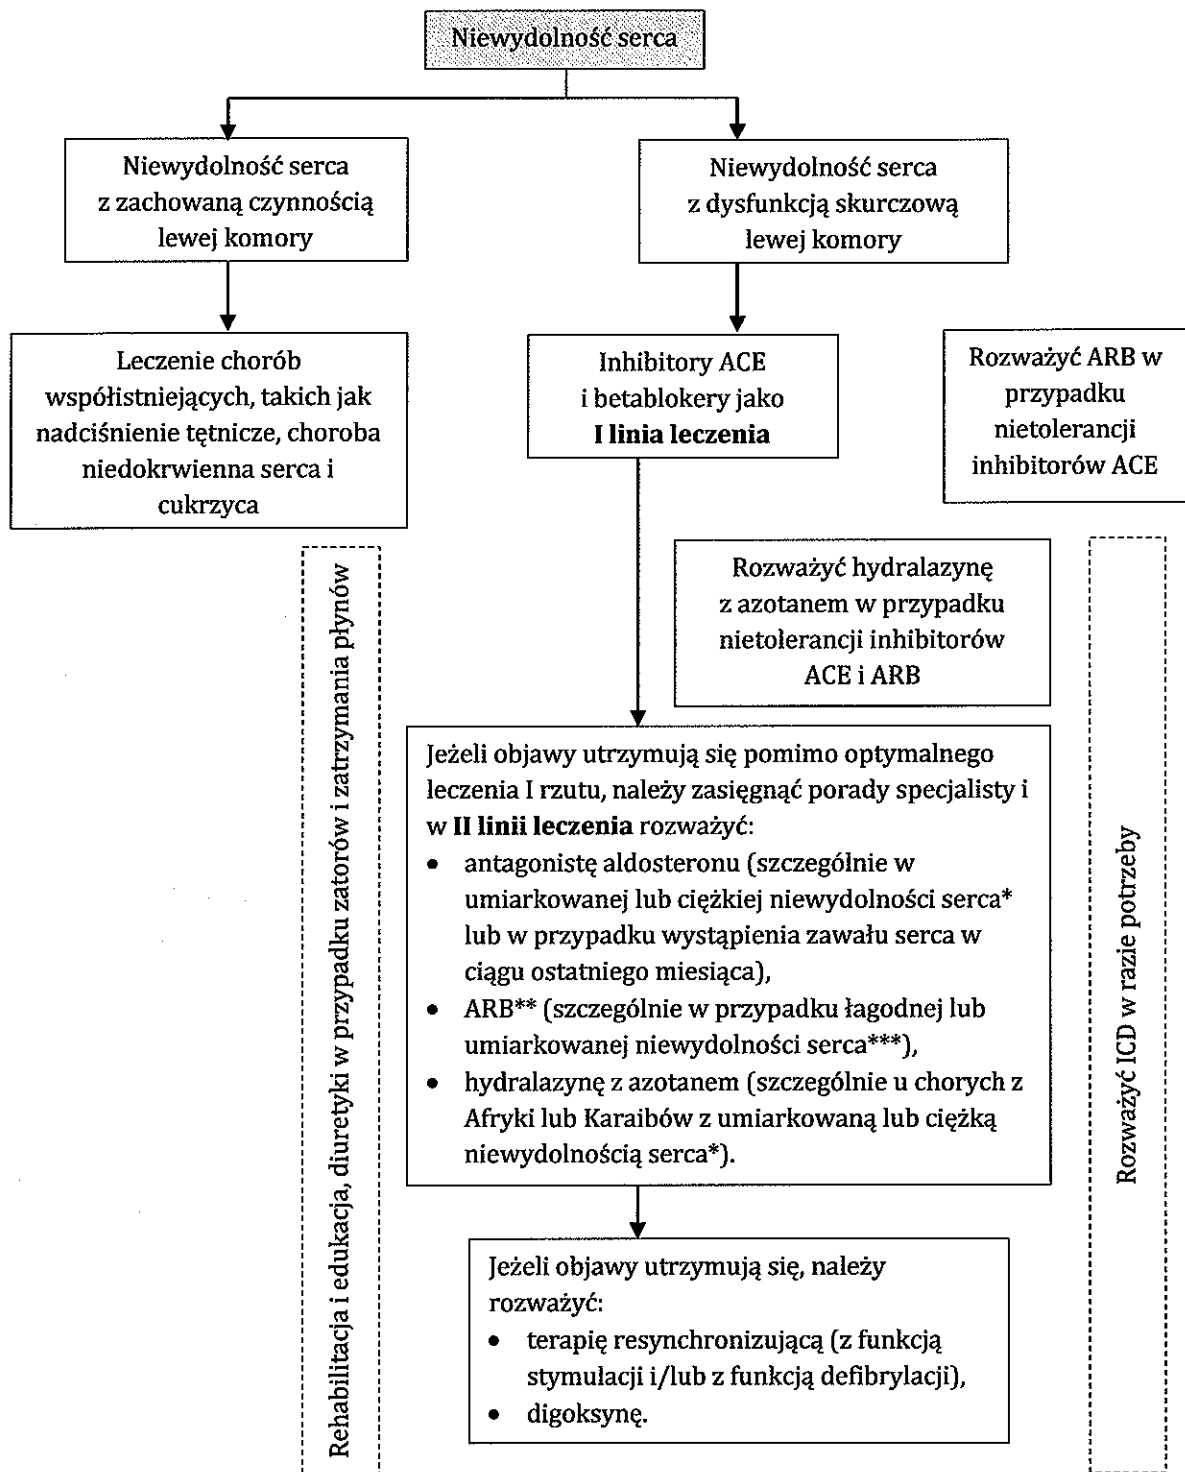 Niewydolność serca
Niewydolność serca
z zachowaną czynnością
lewej komory
Niewydolność serca
z dysfunkcją skurczową
lewej komory
Leczenie chorób
współistniejących, takich jak
nadciśnienie tętnicze, choroba
niedokrwienna serca i
cukrzyca
Inhibitory ACE
i betablokery jako
I linia leczenia
Rozważyć ARB w
przypadku
nietolerancji
inhibitorów ACE
Rehabilitacja i edukacja, diuretyki w przypadku zatorów i zatrzymania płynów
Rozważyć hydralazynę
z azotanem w przypadku
nietolerancji inhibitorów
ACE i ARB
Jeżeli objawy utrzymują się pomimo optymalnego
leczenia I rzutu, należy zasięgnąć porady specjalisty i
w II linii leczenia rozważyć:
• antagonistę aldosteronu (szczególnie w
umiarkowanej lub ciężkiej niewydolności serca*
lub w przypadku wystąpienia zawału serca w
ciągu ostatniego miesiąca),
• ARB** (szczególnie w przypadku łagodnej lub
umiarkowanej niewydolności serca***),
• hydralazynę z azotanem (szczególnie u chorych z
Afryki lub Karaibów z umiarkowaną lub ciężką
niewydolnością serca*).
Jeżeli objawy utrzymują się, należy
rozważyć:
• terapię resynchronizującą (z funkcją
stymulacji i/lub z funkcją defibrylacji),
• digoksynę.
Rozważyć ICD w razie potrzeby